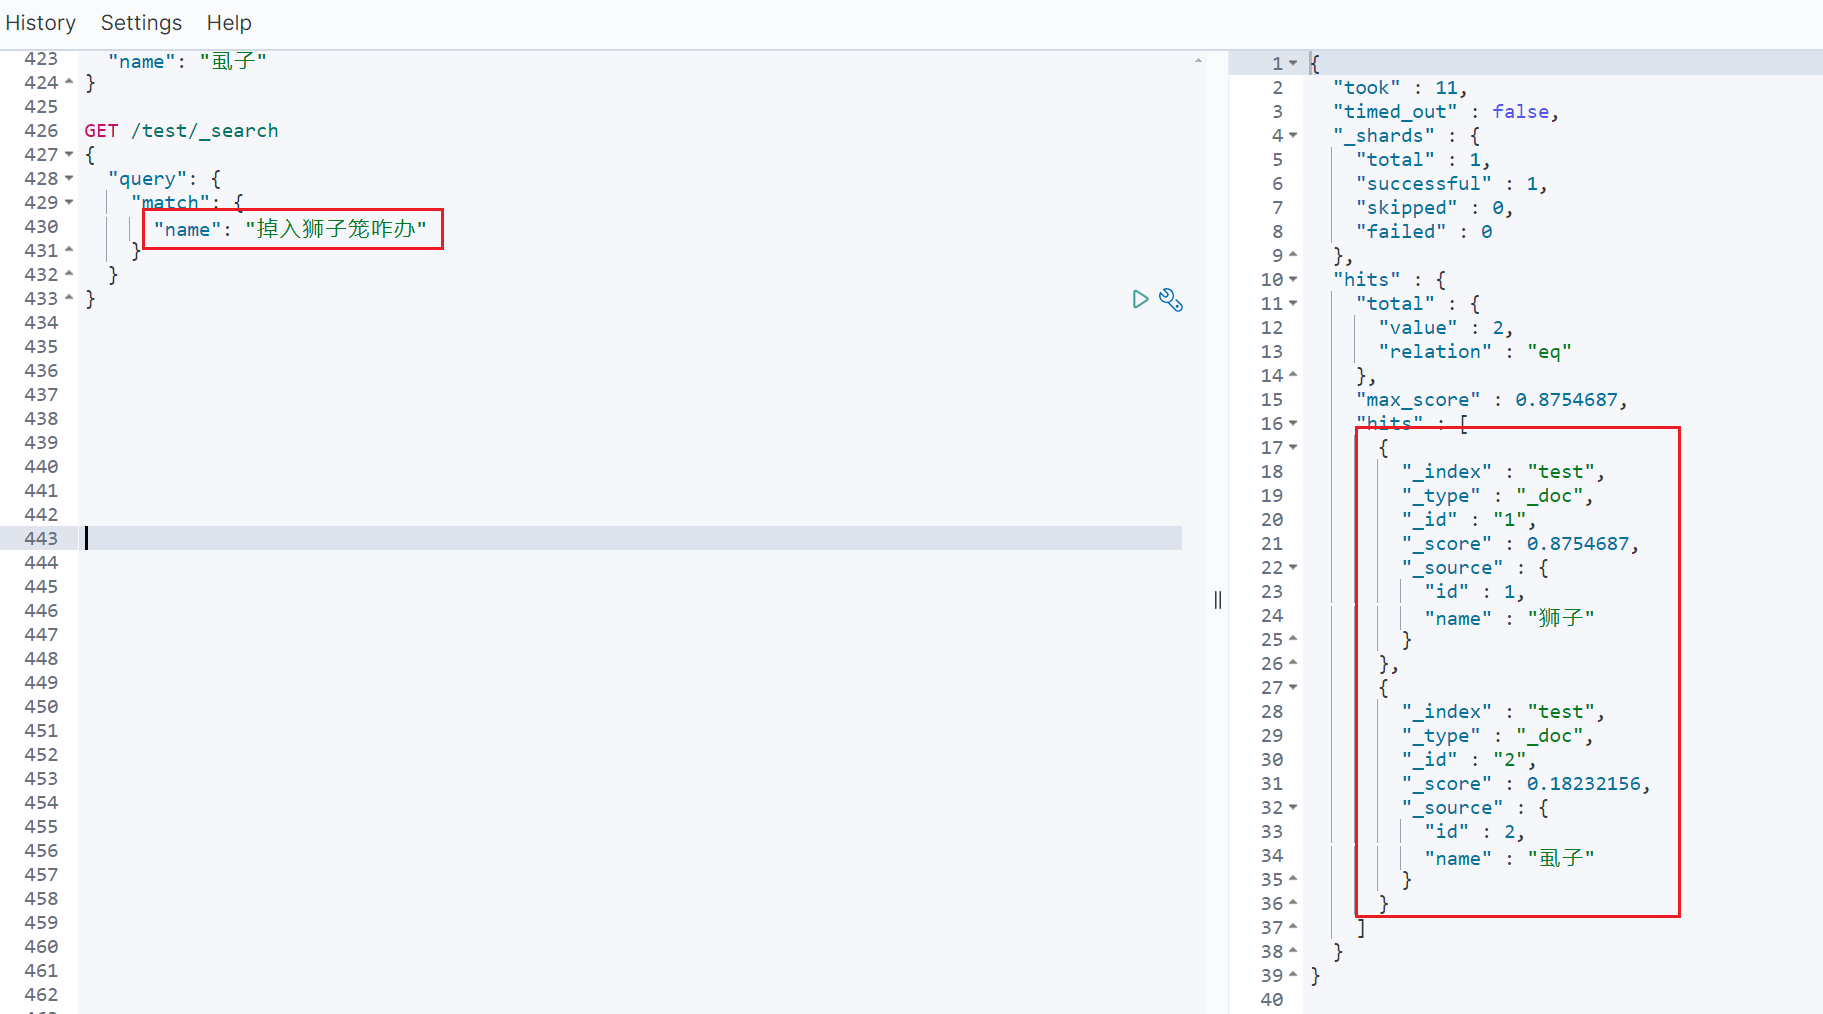 History Settings Help
423 "name": "虱子"
424 }
425
426 GET /test/_search
427 {
428 "query": {
429 "match": {
430 "name": "掉入狮子笼咋办"
431 }
432 }
433 }
434
435
436
437
438
439
440
441
442
443
444
445
446
447
448
449
450
451
452
453
454
455
456
457
458
459
460
461
462
1 {
2 "took" : 11,
3 "timed_out" : false,
4 "_shards" : {
5 "total" : 1,
6 "successful" : 1,
7 "skipped" : 0,
8 "failed" : 0
9 },
10 "hits" : {
11 "total" : {
12 "value" : 2,
13 "relation" : "eq"
14 },
15 "max_score" : 0.8754687,
16 "hits" : [
17 {
18 "_index" : "test",
19 "_type" : "_doc",
20 "_id" : "1",
21 "_score" : 0.8754687,
22 "_source" : {
23 "id" : 1,
24 "name" : "狮子"
25 }
26 },
27 {
28 "_index" : "test",
29 "_type" : "_doc",
30 "_id" : "2",
31 "_score" : 0.18232156,
32 "_source" : {
33 "id" : 2,
34 "name" : "虱子"
35 }
36 }
37 ]
38 }
39 }
40